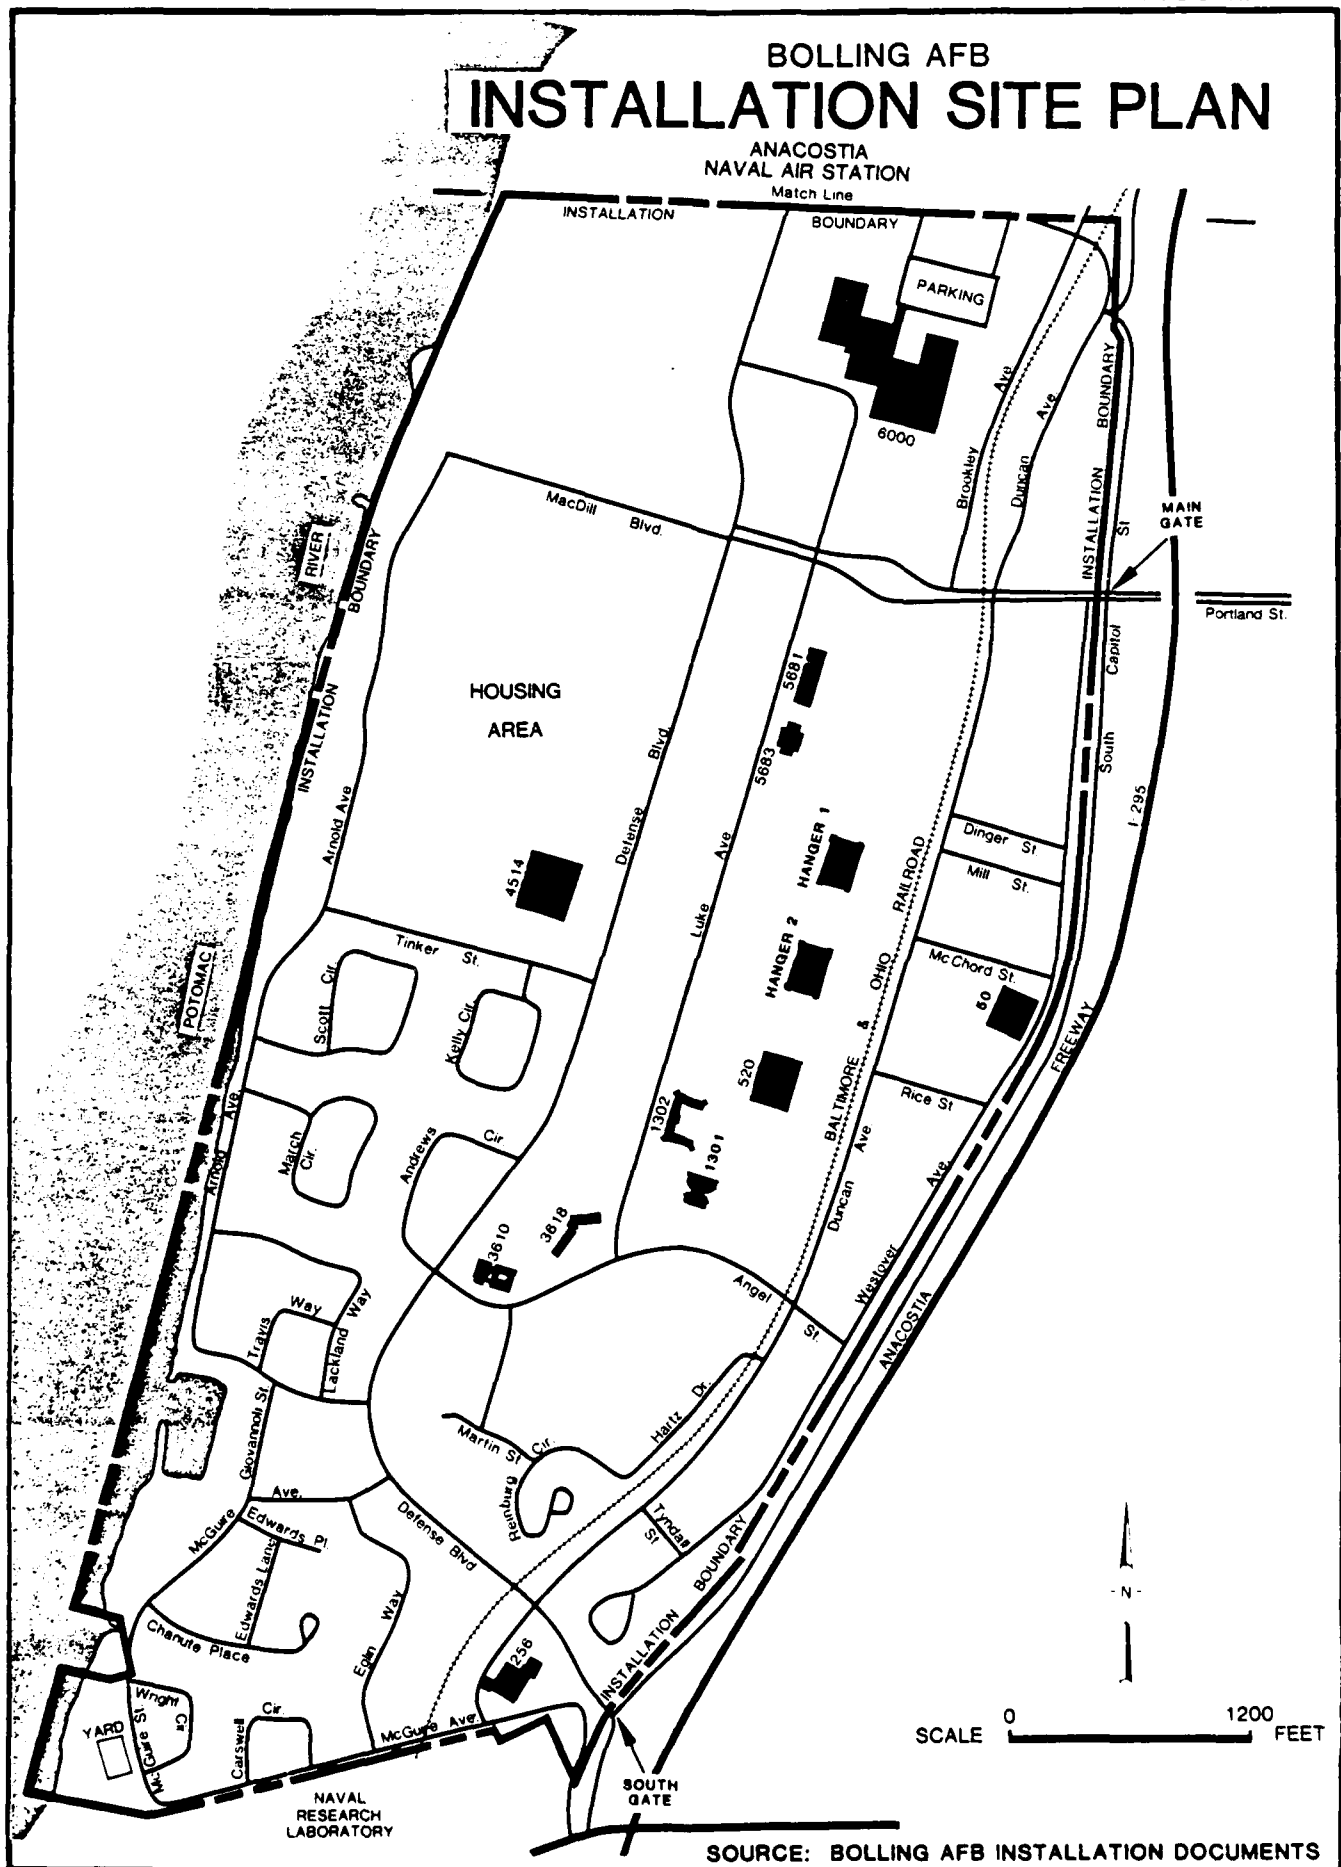 BOLLING AFB
INSTALLATION SITE PLAN
ANACOSTIA
NAVAL AIR STATION
Match Line
INSTALLATION
BOUNDARY
PARKING
6000
Brookley
Ave
Duncan
Ave
INSTALLATION
BOUNDARY
MacDill
Blvd.
MAIN
GATE
Portland St.
South
Capitol
St
I 295
RIVER
INSTALLATION
BOUNDARY
HOUSING
AREA
Arnold Ave
Defense
Blvd.
Luke
Ave
5681
5683
HANGER 1
HANGER 2
4514
BALTIMORE
&
OHIO
RAILROAD
Dinger St.
Mill St.
McChord St.
60
Rice St
FREEWAY
ANACOSTIA
POTOMAC
Tinker St.
Scott Cir.
Kelly Cir.
520
1302
1301
Arnold
Ave.
March
Cir.
Andrews
Cir
3610
3618
Duncan
Ave
Westover
Ave.
Angel
St.
Travis
Way
Lackland
Way
Giovannoli St.
Martin St
Reinburg
Cir.
Hartz
Dr.
McGuire
Ave.
Edwards Pl.
Edwards Lane
Defense Blvd
Tyndall
St
INSTALLATION
BOUNDARY
Chanute Place
Eglin
Way
256
Wright
Cir
YARD
McGuire St.
Carswell
Cir.
McGuire Ave.
NAVAL
RESEARCH
LABORATORY
SOUTH
GATE
- N -
SCALE
0
1200
FEET
SOURCE: BOLLING AFB INSTALLATION DOCUMENTS